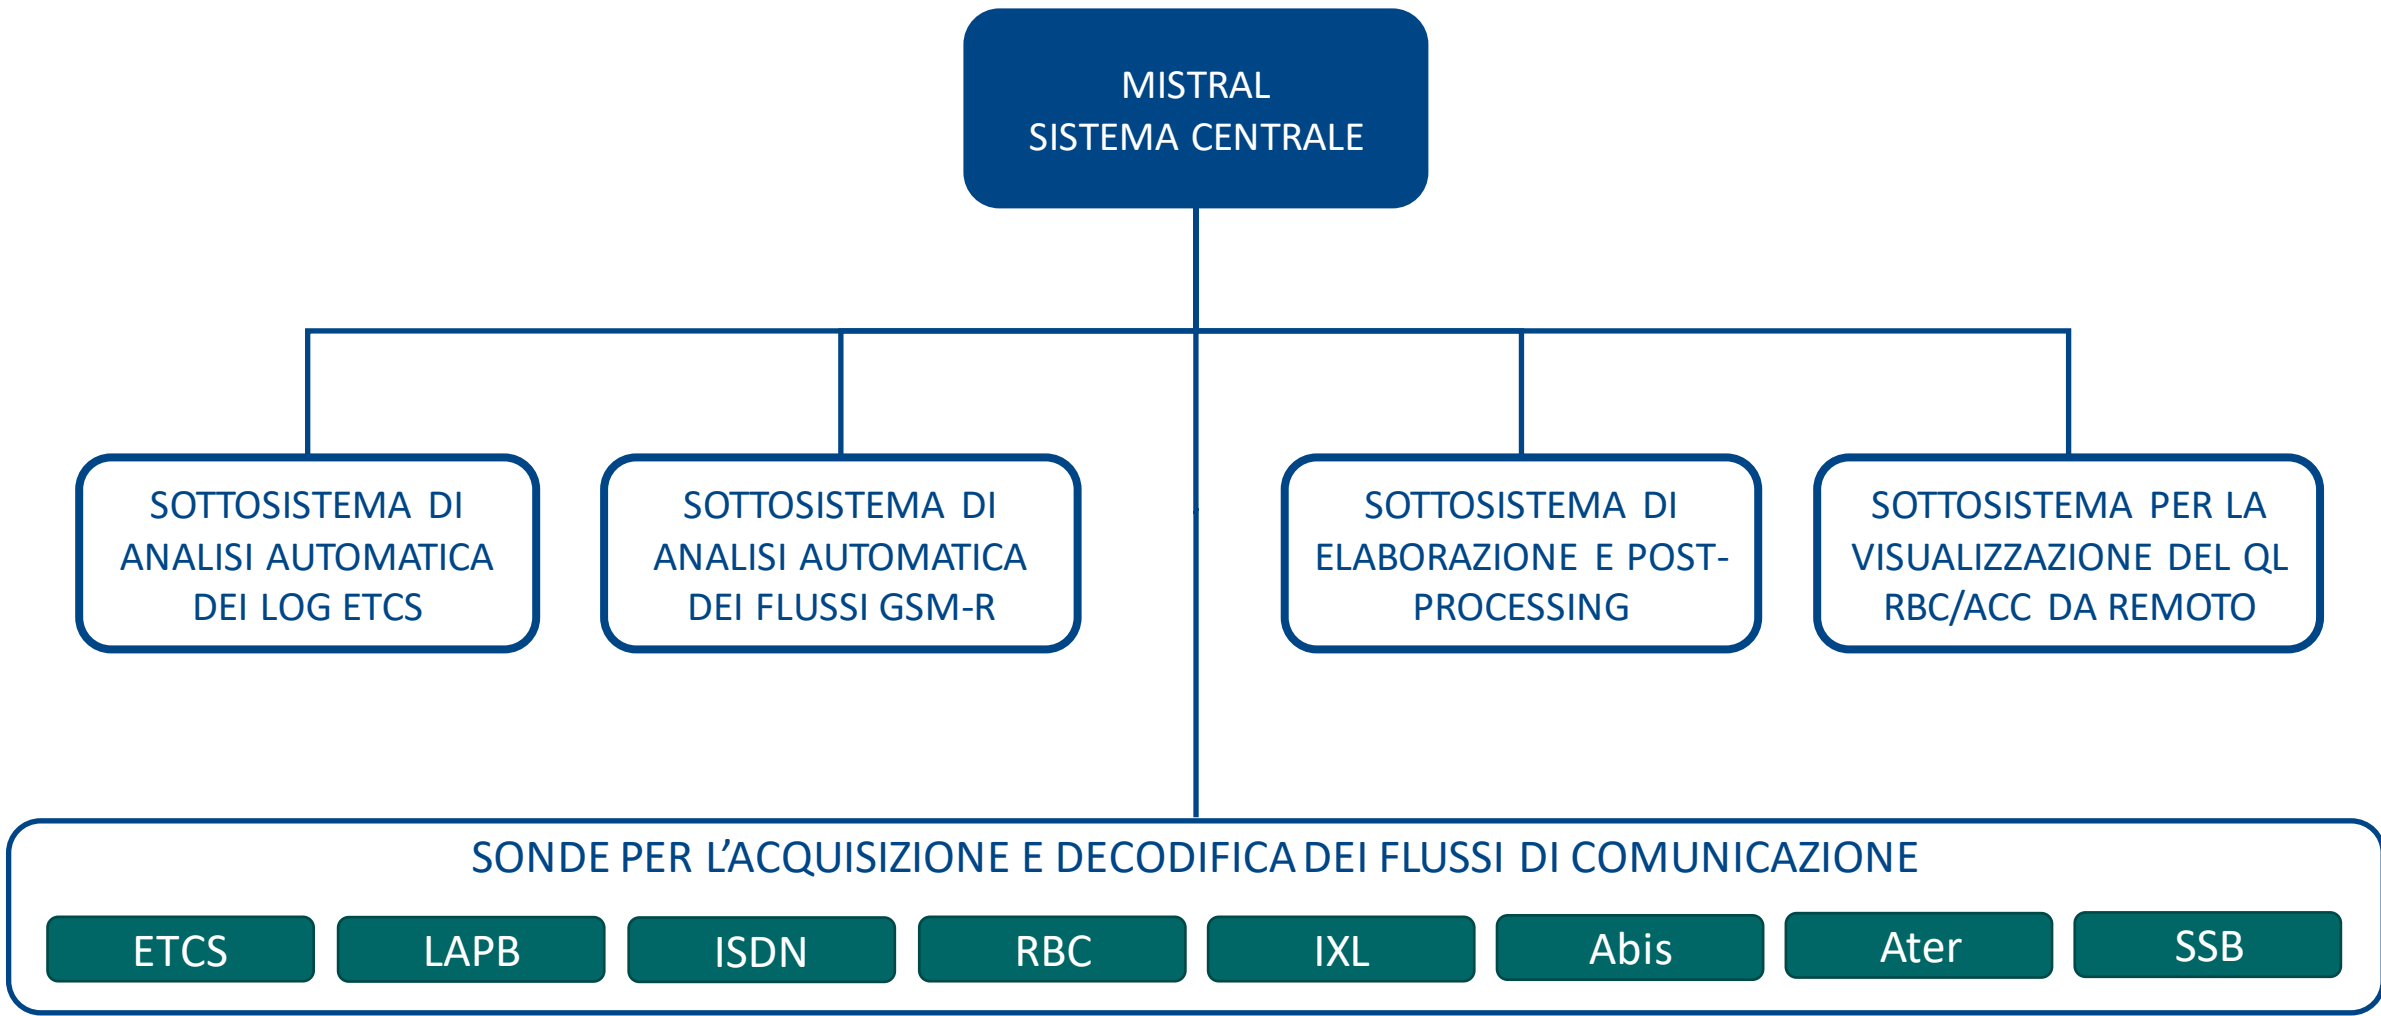 MISTRAL
SISTEMA CENTRALE
SOTTOSISTEMA DI
ANALISI AUTOMATICA
DEI LOG ETCS
SOTTOSISTEMA DI
ANALISI AUTOMATICA
DEI FLUSSI GSM-R
SOTTOSISTEMA DI
ELABORAZIONE E POST-
PROCESSING
SOTTOSISTEMA PER LA
VISUALIZZAZIONE DEL QL
RBC/ACC DA REMOTO
SONDE PER L’ACQUISIZIONE E DECODIFICA DEI FLUSSI DI COMUNICAZIONE
ETCS
LAPB
ISDN
RBC
IXL
Abis
Ater
SSB